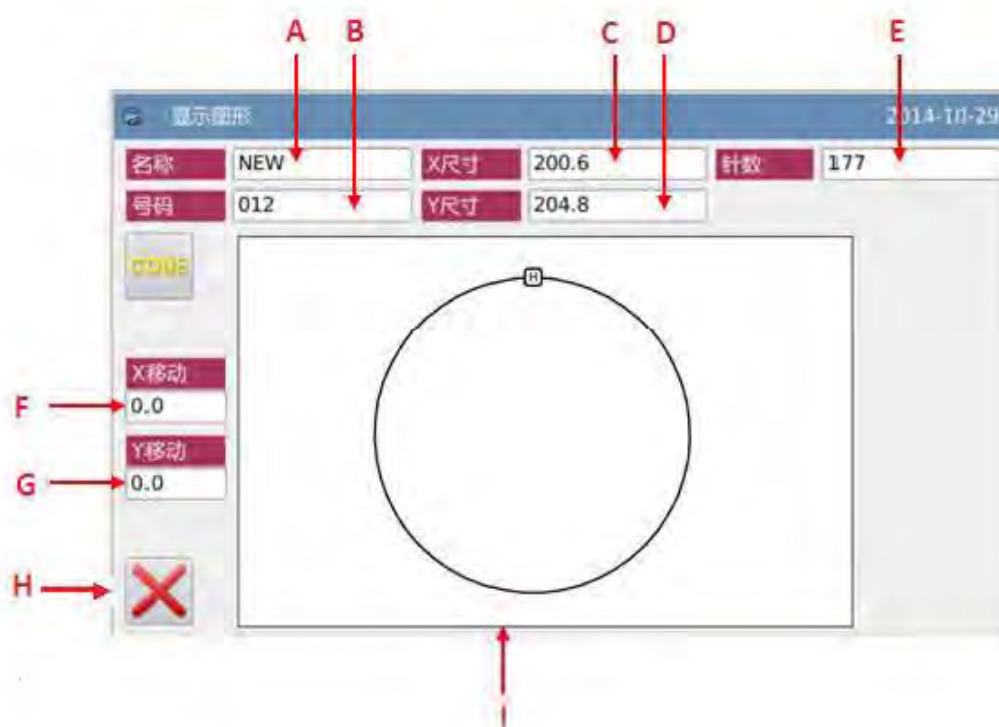 A B C D E
显示图形 2014-10-29
名称 NEW X尺寸 200.6 针数 177
号码 012 Y尺寸 204.8
CODE
H
X移动
F 0.0
Y移动
G 0.0
H
I